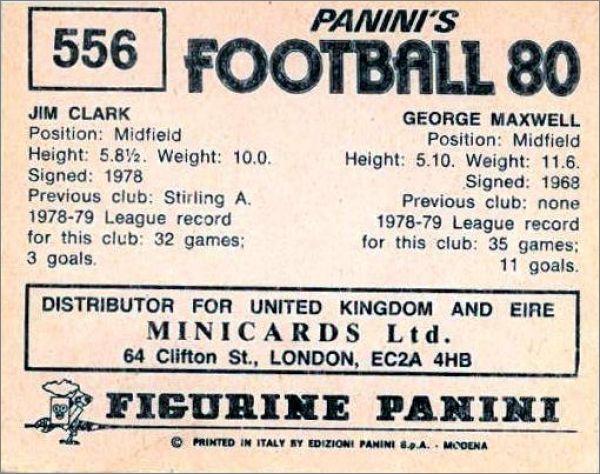 556
PANINI'S
FOOTBALL 80
JIM CLARK
Position: Midfield
Height: 5.8½. Weight: 10.0.
Signed: 1978
Previous club: Stirling A.
1978-79 League record
for this club: 32 games;
3 goals.
GEORGE MAXWELL
Position: Midfield
Height: 5.10. Weight: 11.6.
Signed: 1968
Previous club: none
1978-79 League record
for this club: 35 games;
11 goals.
DISTRIBUTOR FOR UNITED KINGDOM AND EIRE
MINICARDS Ltd.
64 Clifton St., LONDON, EC2A 4HB
FIGURINE PANINI
© PRINTED IN ITALY BY EDIZIONI PANINI S.p.A. - MODENA